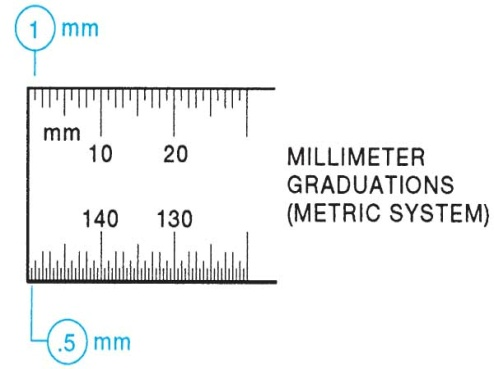 1 mm
mm
10 20
MILLIMETER
GRADUATIONS
(METRIC SYSTEM)
140 130
.5 mm